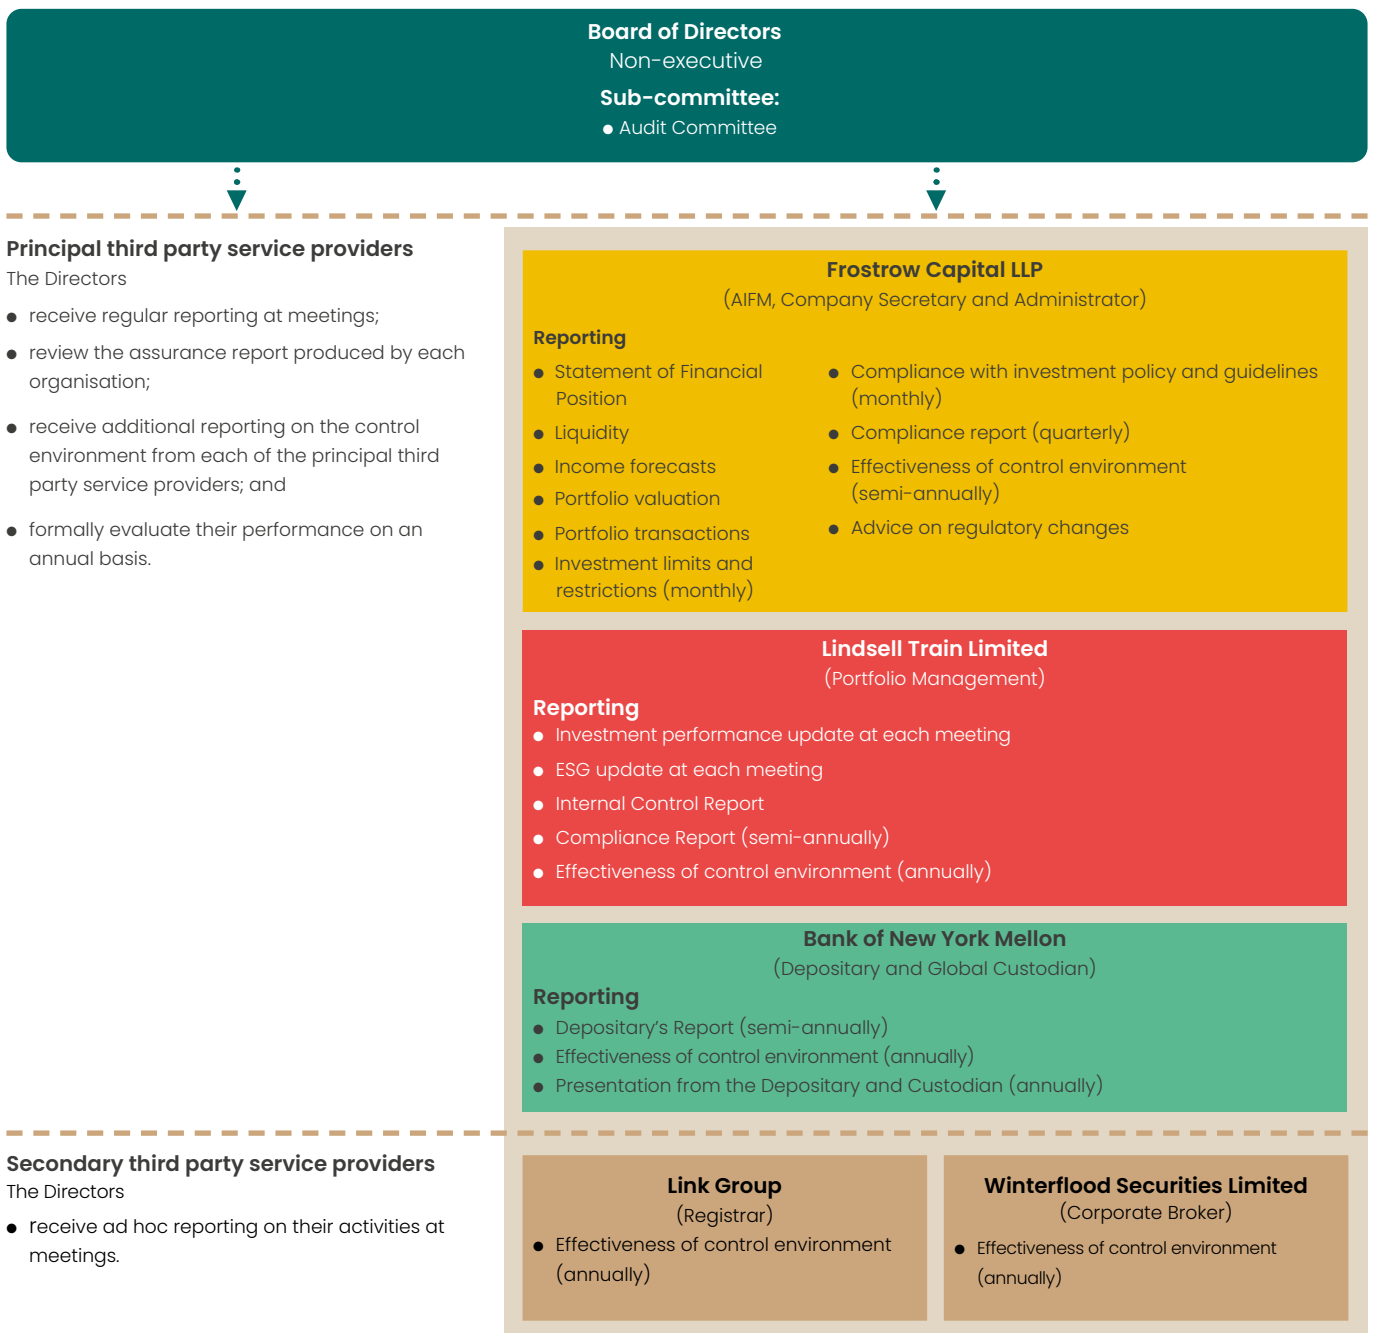 Board of Directors
Non-executive
Sub-committee:
● Audit Committee
Principal third party service providers
The Directors
● receive regular reporting at meetings;
● review the assurance report produced by each
organisation;
● receive additional reporting on the control
environment from each of the principal third
party service providers; and
● formally evaluate their performance on an
annual basis.
Frostrow Capital LLP
(AIFM, Company Secretary and Administrator)
Reporting
● Statement of Financial
Position
● Liquidity
● Income forecasts
● Portfolio valuation
● Portfolio transactions
● Investment limits and
restrictions (monthly)
● Compliance with investment policy and guidelines
(monthly)
● Compliance report (quarterly)
● Effectiveness of control environment
(semi-annually)
● Advice on regulatory changes
Lindsell Train Limited
(Portfolio Management)
Reporting
● Investment performance update at each meeting
● ESG update at each meeting
● Internal Control Report
● Compliance Report (semi-annually)
● Effectiveness of control environment (annually)
Bank of New York Mellon
(Depositary and Global Custodian)
Reporting
● Depositary's Report (semi-annually)
● Effectiveness of control environment (annually)
● Presentation from the Depositary and Custodian (annually)
Secondary third party service providers
The Directors
● receive ad hoc reporting on their activities at
meetings.
Link Group
(Registrar)
● Effectiveness of control environment
(annually)
Winterflood Securities Limited
(Corporate Broker)
● Effectiveness of control environment
(annually)